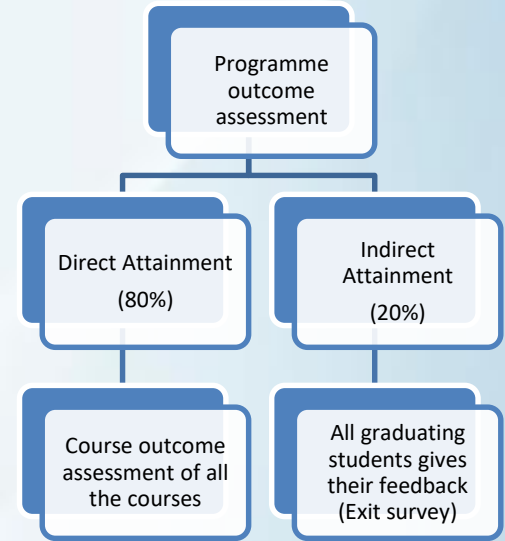 Programme
outcome
assessment
Direct Attainment
(80%)
Indirect
Attainment
(20%)
Course outcome
assessment of all
the courses
All graduating
students gives
their feedback
(Exit survey)